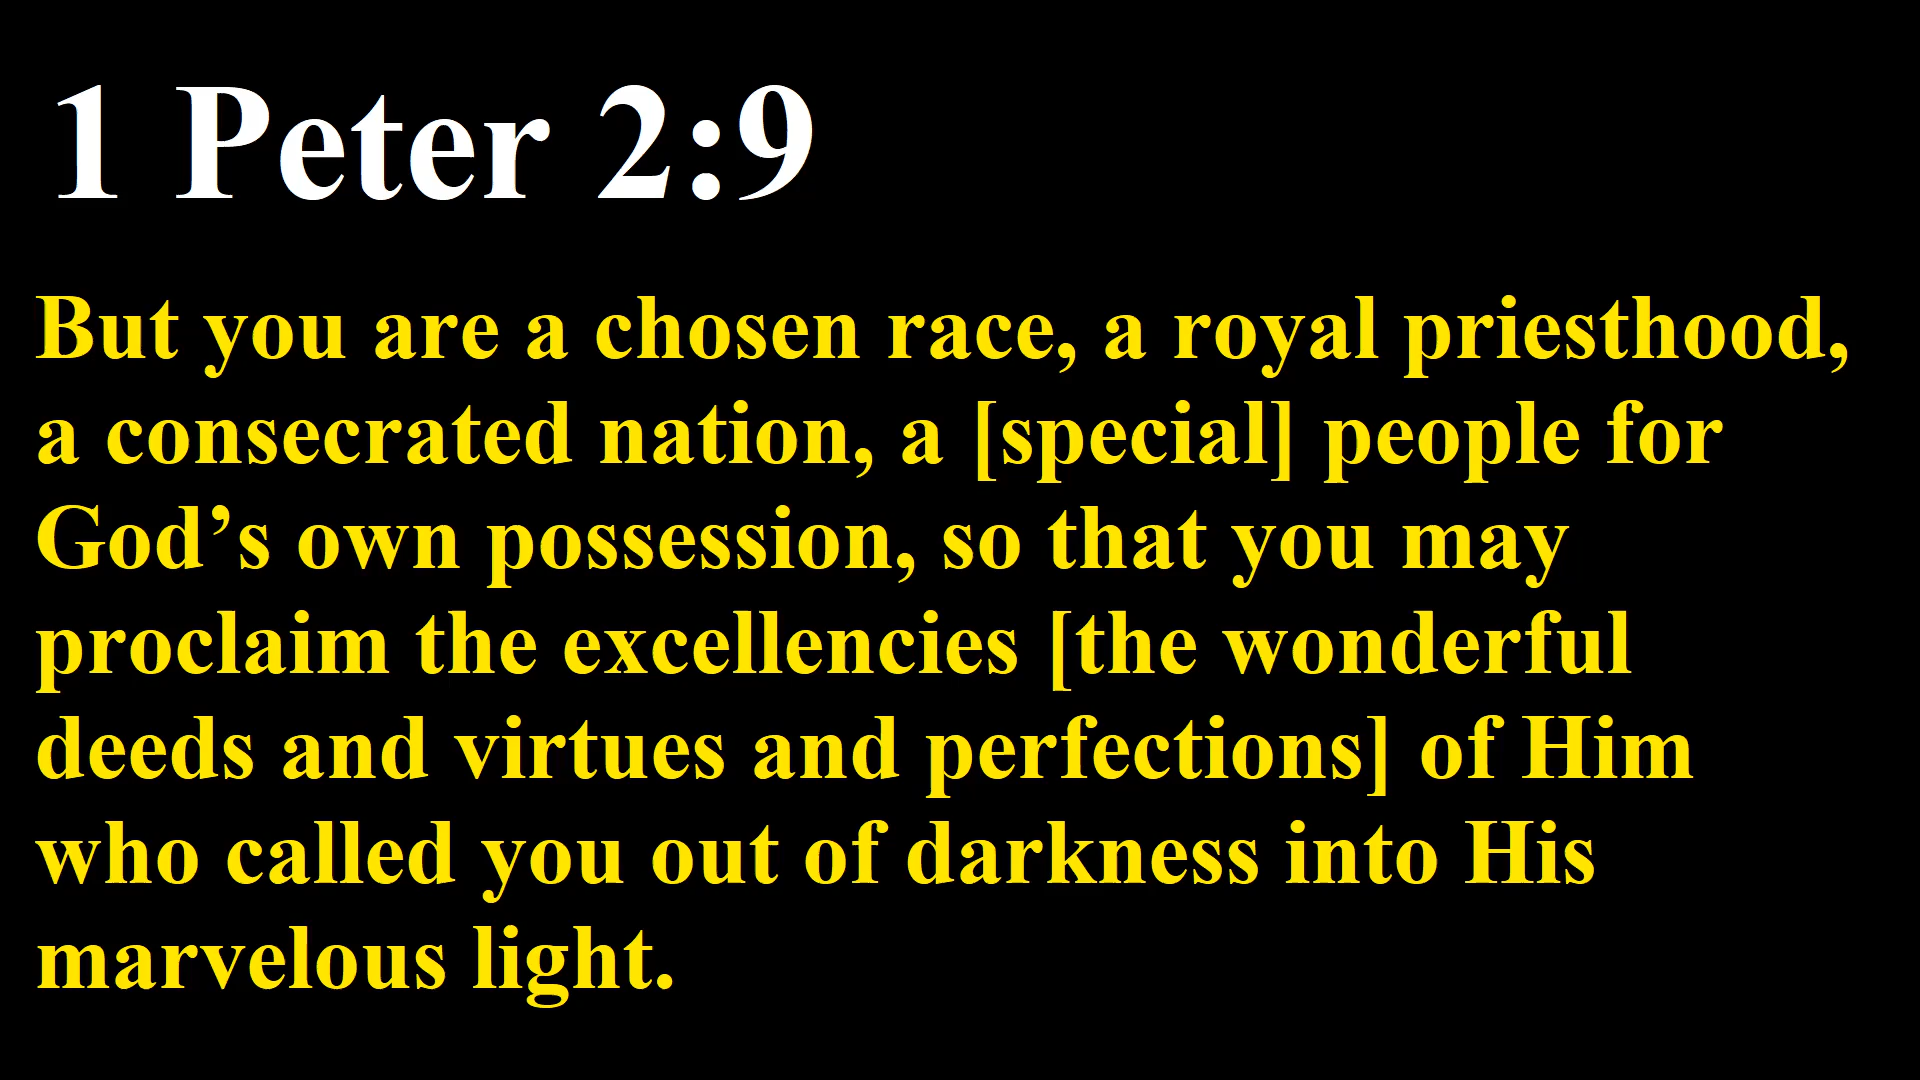 1 Peter 2:9
But you are a chosen race, a royal priesthood,
a consecrated nation, a [special] people for
God’s own possession, so that you may
proclaim the excellencies [the wonderful
deeds and virtues and perfections] of Him
who called you out of darkness into His
marvelous light.